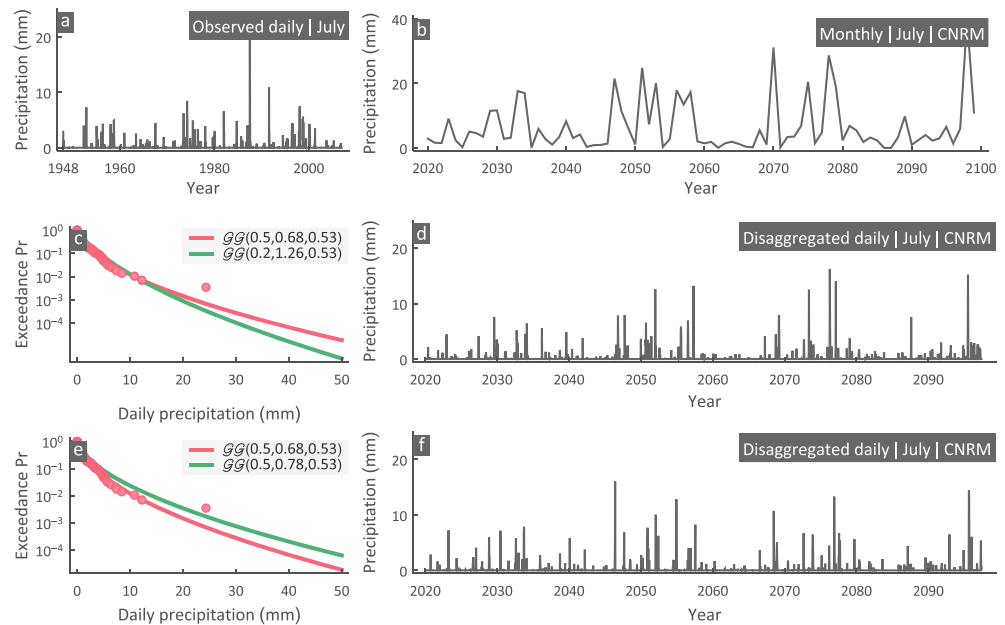 a
Observed daily | July
Precipitation (mm)
20
10
0
1948
1960
1980
2000
Year
b
Monthly | July | CNRM
Precipitation (mm)
40
20
0
2020
2030
2040
2050
2060
2070
2080
2090
2100
Year
c
𝒢𝒢(0.5,0.68,0.53)
𝒢𝒢(0.2,1.26,0.53)
Exceedance Pr
10⁰
10⁻¹
10⁻²
10⁻³
10⁻⁴
0
10
20
30
40
50
Daily precipitation (mm)
d
Disaggregated daily | July | CNRM
Precipitation (mm)
20
10
0
2020
2030
2040
2050
2060
2070
2080
2090
Year
e
𝒢𝒢(0.5,0.68,0.53)
𝒢𝒢(0.5,0.78,0.53)
Exceedance Pr
10⁰
10⁻¹
10⁻²
10⁻³
10⁻⁴
0
10
20
30
40
50
Daily precipitation (mm)
f
Disaggregated daily | July | CNRM
Precipitation (mm)
20
10
0
2020
2030
2040
2050
2060
2070
2080
2090
Year